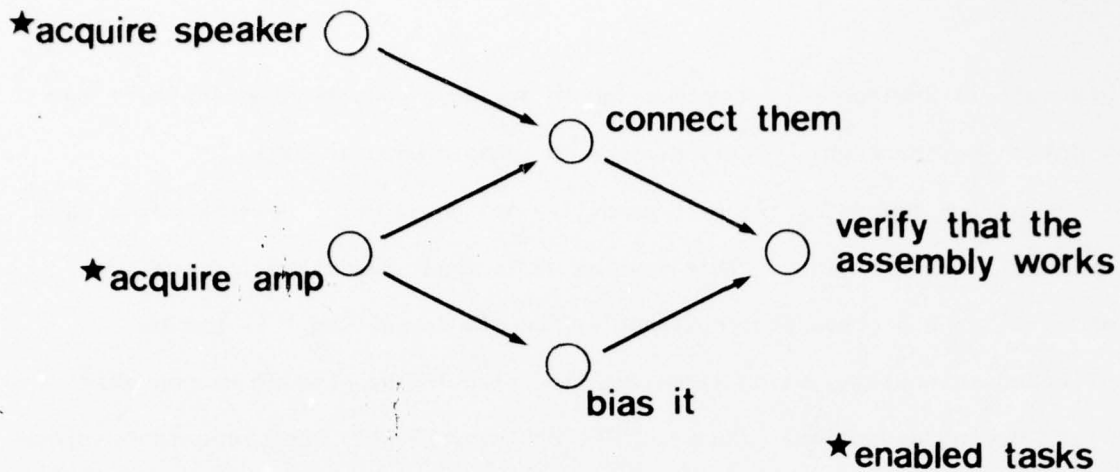 ★acquire speaker
connect them
verify that the
assembly works
★acquire amp
bias it
★enabled tasks